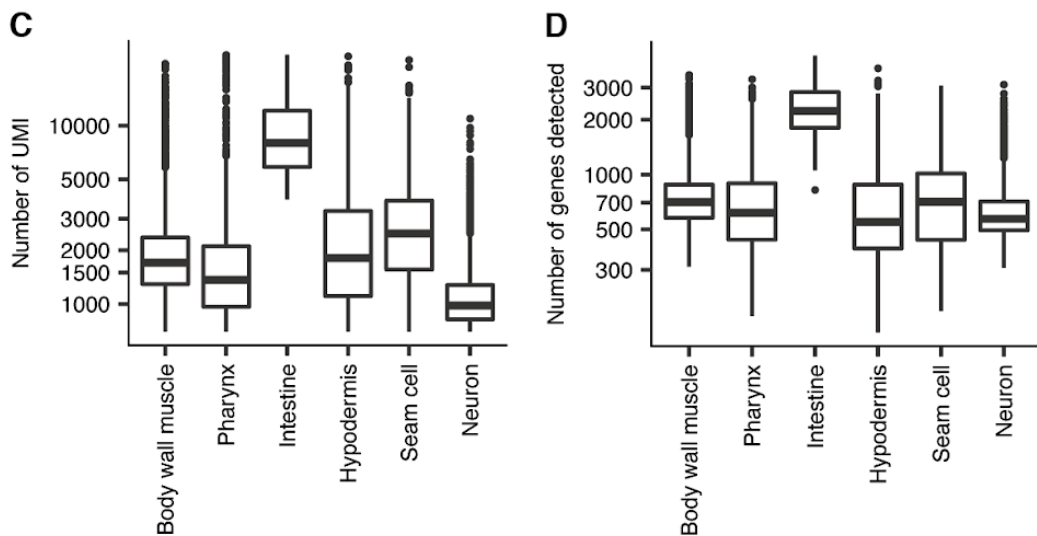 C
Number of UMI
10000
5000
3000
2000
1500
1000
Body wall muscle
Pharynx
Intestine
Hypodermis
Seam cell
Neuron
D
Number of genes detected
3000
2000
1000
700
500
300
Body wall muscle
Pharynx
Intestine
Hypodermis
Seam cell
Neuron